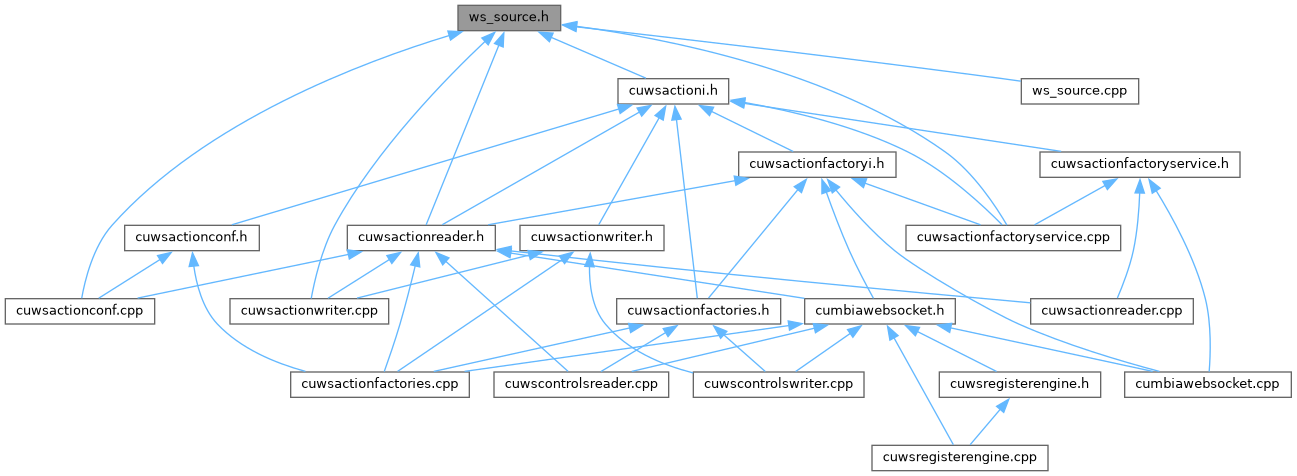 ws_source.h
cuwsactioni.h
ws_source.cpp
cuwsactionfactoryi.h
cuwsactionfactoryservice.h
cuwsactionconf.h
cuwsactionreader.h
cuwsactionwriter.h
cuwsactionfactoryservice.cpp
cuwsactionconf.cpp
cuwsactionwriter.cpp
cuwsactionfactories.h
cumbiawebsocket.h
cuwsactionreader.cpp
cuwsactionfactories.cpp
cuwscontrolsreader.cpp
cuwscontrolswriter.cpp
cuwsregisterengine.h
cumbiawebsocket.cpp
cuwsregisterengine.cpp